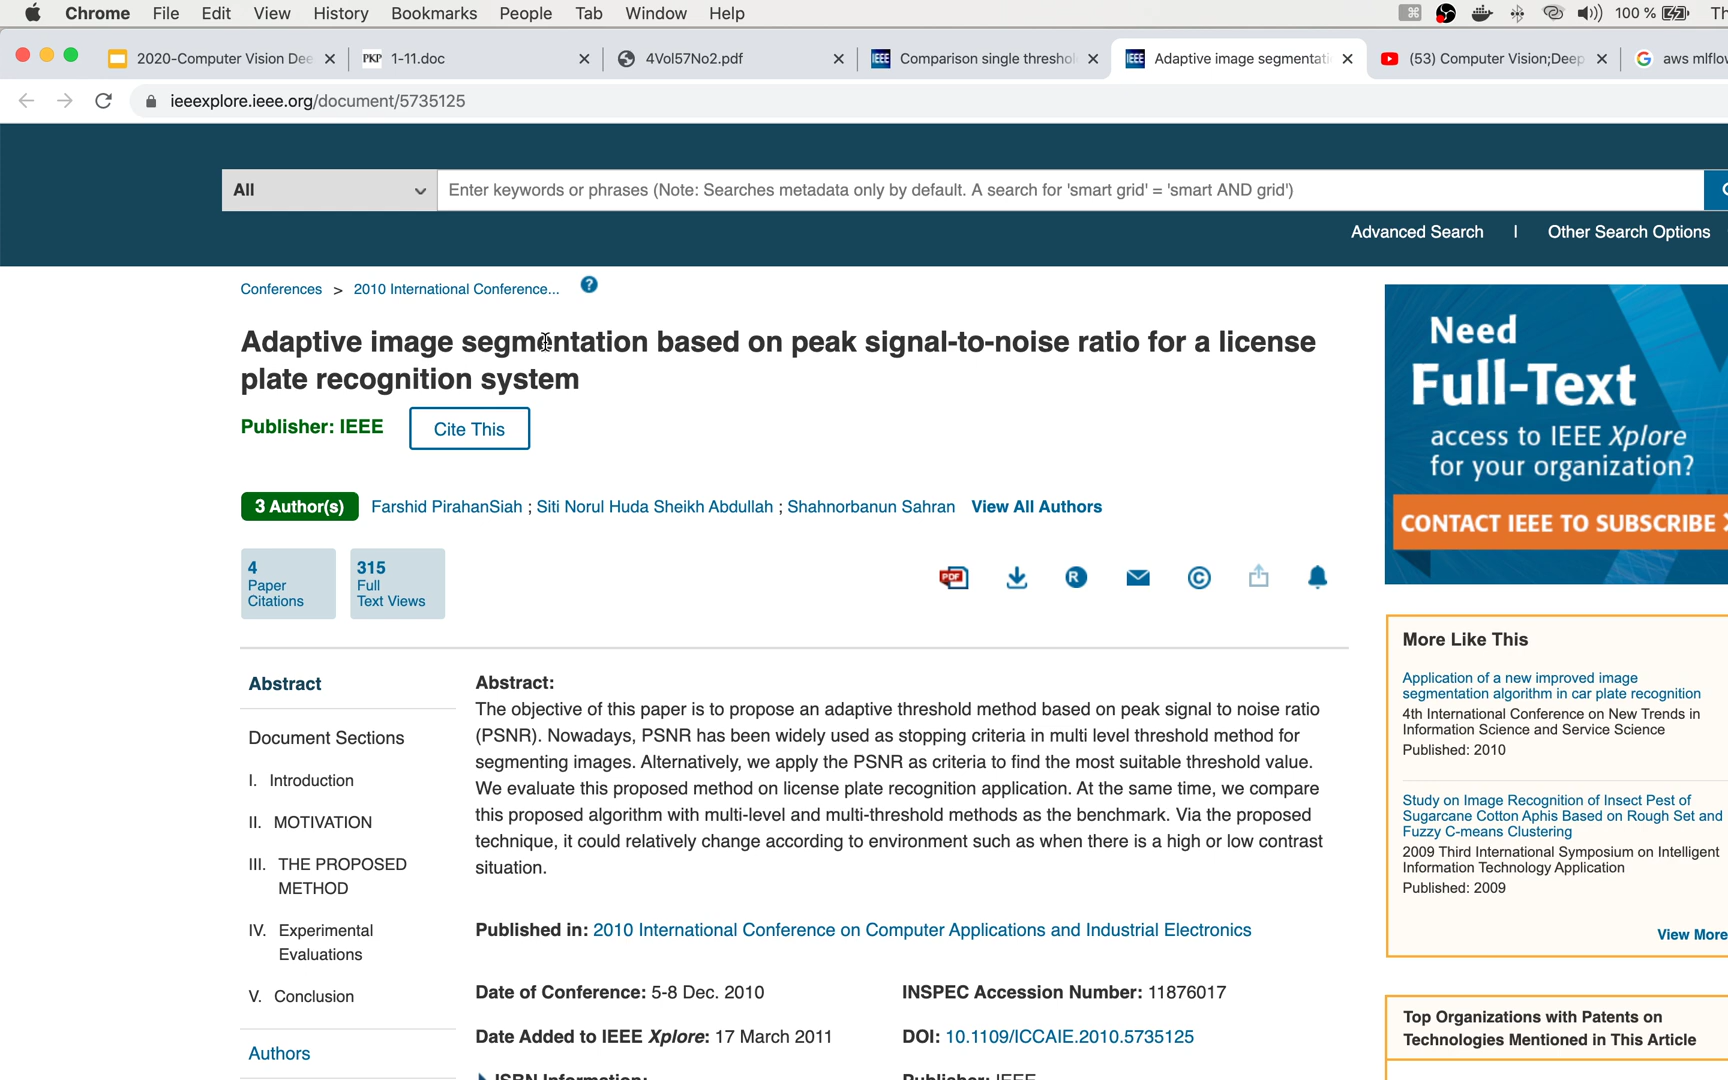 Chrome File Edit View History Bookmarks People Tab Window Help 100 % Th
2020-Computer Vision Dee PKP 1-11.doc 4Vol57No2.pdf IEEE Comparison single threshol IEEE Adaptive image segmentati (53) Computer Vision;Deep aws mlflow
ieeexplore.ieee.org/document/5735125
All Enter keywords or phrases (Note: Searches metadata only by default. A search for 'smart grid' = 'smart AND grid')
Advanced Search | Other Search Options
Conferences > 2010 International Conference... ?
Adaptive image segmentation based on peak signal-to-noise ratio for a license
plate recognition system
Publisher: IEEE Cite This
3 Author(s) Farshid PirahanSiah ; Siti Norul Huda Sheikh Abdullah ; Shahnorbanun Sahran View All Authors
4
Paper
Citations
315
Full
Text Views
PDF R C
Abstract
Document Sections
I. Introduction
II. MOTIVATION
III. THE PROPOSED
METHOD
IV. Experimental
Evaluations
V. Conclusion
Authors
Abstract:
The objective of this paper is to propose an adaptive threshold method based on peak signal to noise ratio
(PSNR). Nowadays, PSNR has been widely used as stopping criteria in multi level threshold method for
segmenting images. Alternatively, we apply the PSNR as criteria to find the most suitable threshold value.
We evaluate this proposed method on license plate recognition application. At the same time, we compare
this proposed algorithm with multi-level and multi-threshold methods as the benchmark. Via the proposed
technique, it could relatively change according to environment such as when there is a high or low contrast
situation.
Published in: 2010 International Conference on Computer Applications and Industrial Electronics
Date of Conference: 5-8 Dec. 2010
INSPEC Accession Number: 11876017
Date Added to IEEE Xplore: 17 March 2011
DOI: 10.1109/ICCAIE.2010.5735125
ISBN Information:
Publisher: IEEE
Need
Full-Text
access to IEEE Xplore
for your organization?
CONTACT IEEE TO SUBSCRIBE >
More Like This
Application of a new improved image
segmentation algorithm in car plate recognition
4th International Conference on New Trends in
Information Science and Service Science
Published: 2010
Study on Image Recognition of Insect Pest of
Sugarcane Cotton Aphis Based on Rough Set and
Fuzzy C-means Clustering
2009 Third International Symposium on Intelligent
Information Technology Application
Published: 2009
View More
Top Organizations with Patents on
Technologies Mentioned in This Article